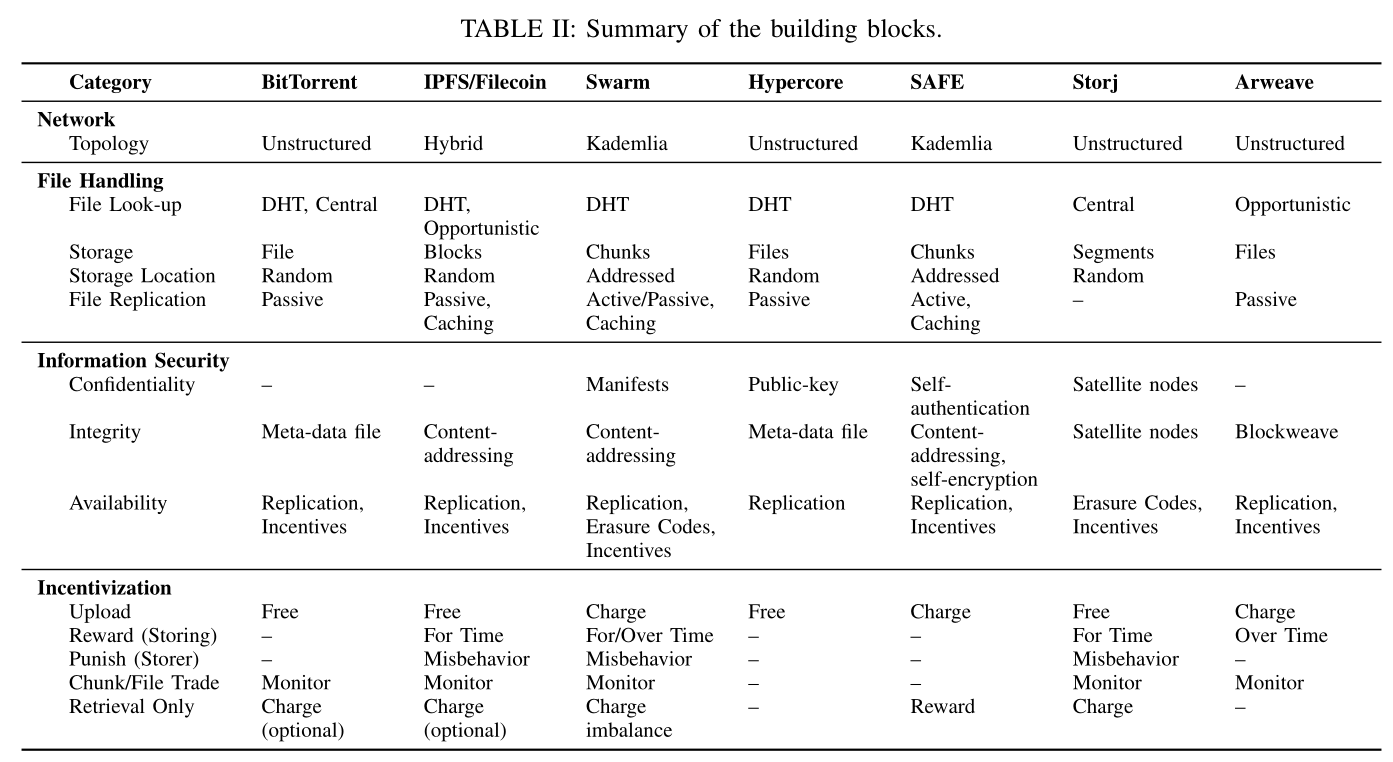 TABLE II: Summary of the building blocks.
Category BitTorrent IPFS/Filecoin Swarm Hypercore SAFE Storj Arweave
Network
Topology Unstructured Hybrid Kademlia Unstructured Kademlia Unstructured Unstructured
File Handling
File Look-up DHT, Central DHT, DHT DHT DHT Central Opportunistic
Opportunistic
Storage File Blocks Chunks Files Chunks Segments Files
Storage Location Random Random Addressed Random Addressed Random
File Replication Passive Passive, Active/Passive, Passive Active, – Passive
Caching Caching Caching
Information Security
Confidentiality – – Manifests Public-key Self- Satellite nodes –
authentication
Integrity Meta-data file Content- Content- Meta-data file Content- Satellite nodes Blockweave
addressing addressing addressing,
self-encryption
Availability Replication, Replication, Replication, Replication Replication, Erasure Codes, Replication,
Incentives Incentives Erasure Codes, Incentives Incentives Incentives
Incentives
Incentivization
Upload Free Free Charge Free Charge Free Charge
Reward (Storing) – For Time For/Over Time – – For Time Over Time
Punish (Storer) – Misbehavior Misbehavior – – Misbehavior –
Chunk/File Trade Monitor Monitor Monitor – – Monitor Monitor
Retrieval Only Charge Charge Charge – Reward Charge –
(optional) (optional) imbalance